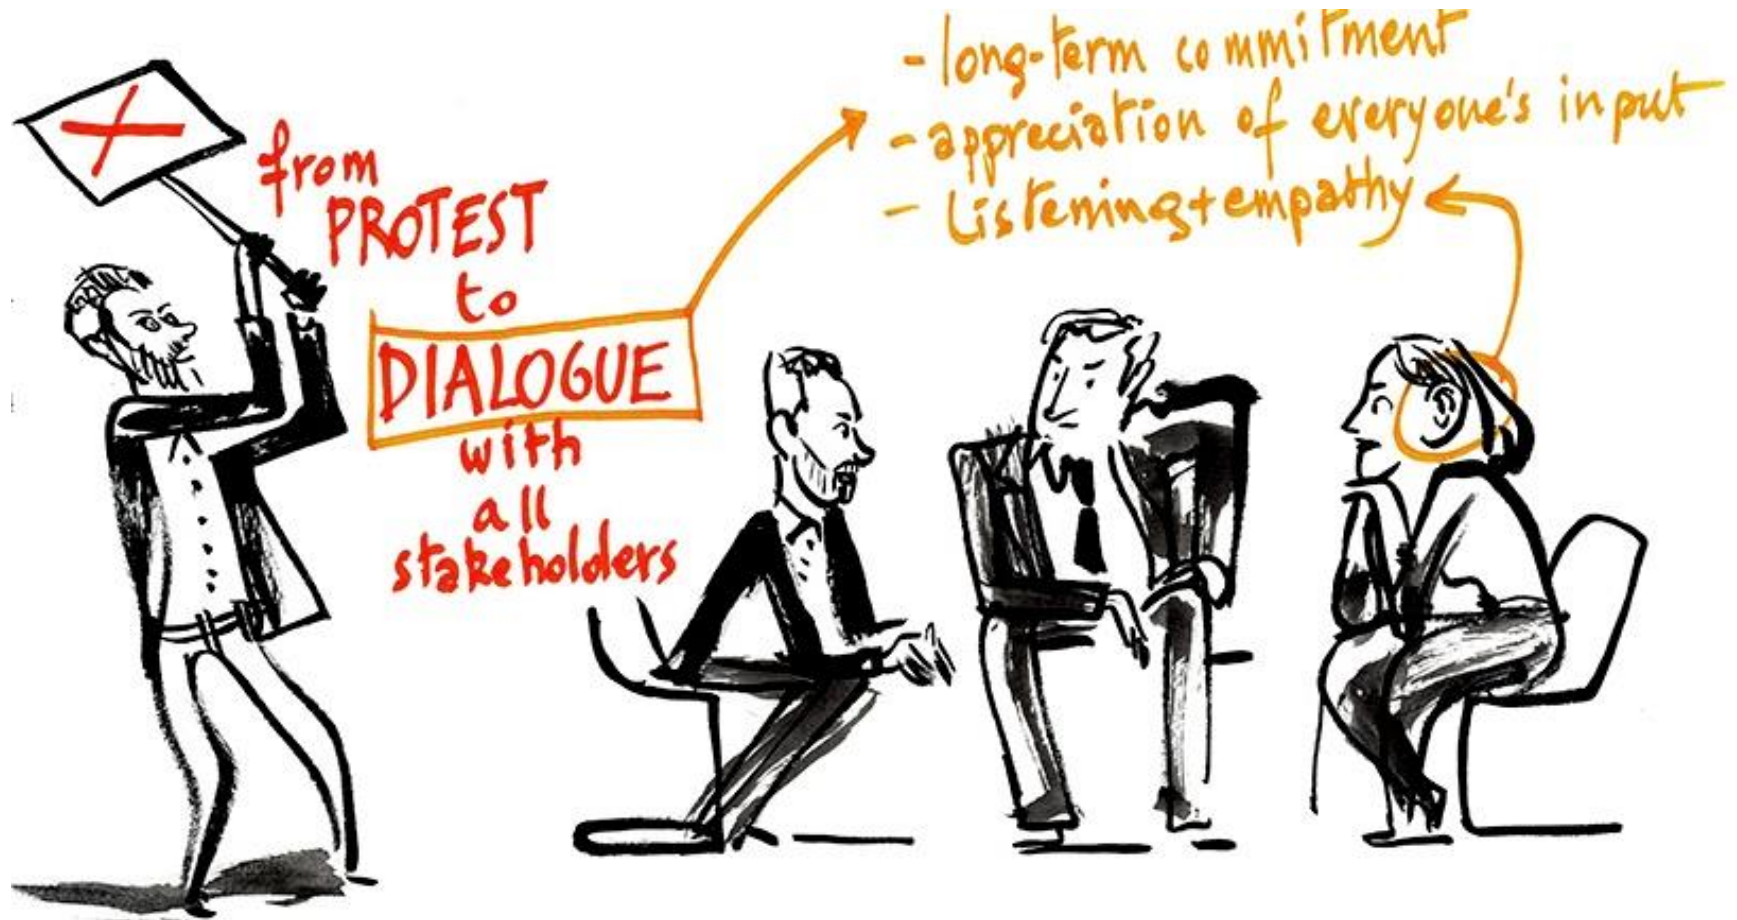 from
PROTEST
to
DIALOGUE
with
all
stakeholders
- long-term commitment
- appreciation of everyone's input
- Listening + empathy